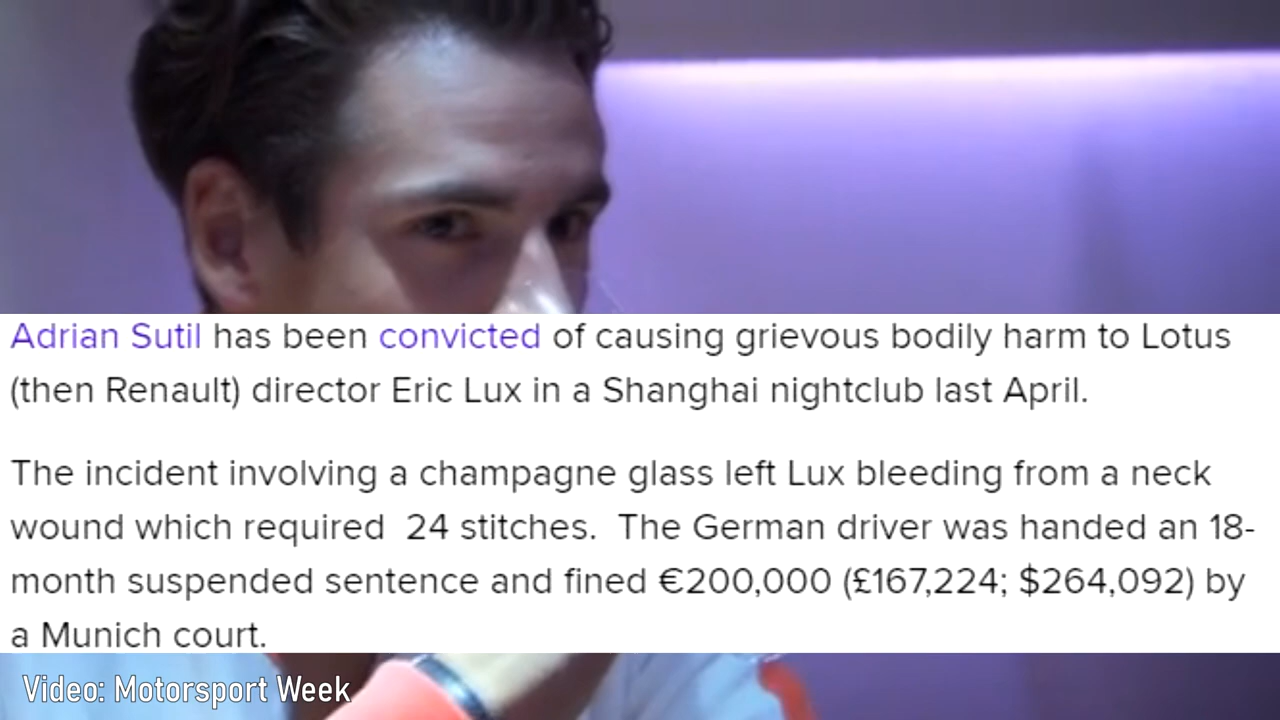 Adrian Sutil has been convicted of causing grievous bodily harm to Lotus
(then Renault) director Eric Lux in a Shanghai nightclub last April.
The incident involving a champagne glass left Lux bleeding from a neck
wound which required  24 stitches.  The German driver was handed an 18-
month suspended sentence and fined €200,000 (£167,224; $264,092) by
a Munich court.
Video: Motorsport Week